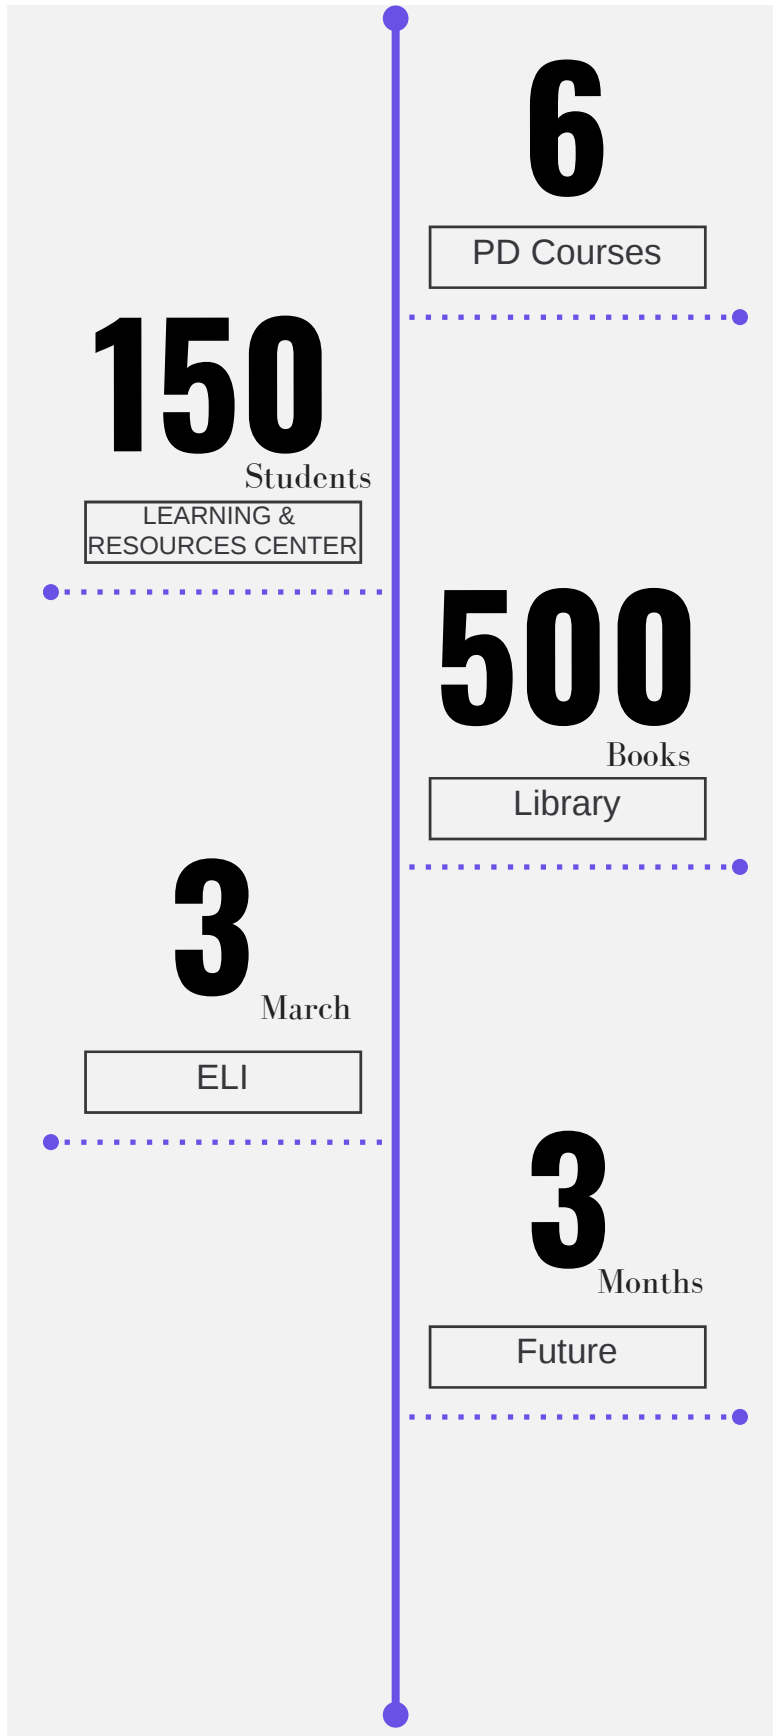 6
PD Courses
150
Students
LEARNING &
RESOURCES CENTER
500
Books
Library
3
March
ELI
3
Months
Future